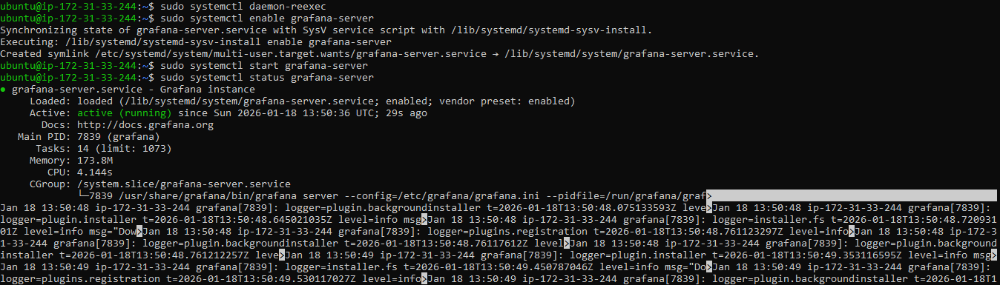 ubuntu@ip-172-31-33-244:~$ sudo systemctl daemon-reexec
ubuntu@ip-172-31-33-244:~$ sudo systemctl enable grafana-server
Synchronizing state of grafana-server.service with SysV service script with /lib/systemd/systemd-sysv-install.
Executing: /lib/systemd/systemd-sysv-install enable grafana-server
Created symlink /etc/systemd/system/multi-user.target.wants/grafana-server.service → /lib/systemd/system/grafana-server.service.
ubuntu@ip-172-31-33-244:~$ sudo systemctl start grafana-server
ubuntu@ip-172-31-33-244:~$ sudo systemctl status grafana-server
● grafana-server.service - Grafana instance
     Loaded: loaded (/lib/systemd/system/grafana-server.service; enabled; vendor preset: enabled)
     Active: active (running) since Sun 2026-01-18 13:50:36 UTC; 29s ago
       Docs: http://docs.grafana.org
   Main PID: 7839 (grafana)
      Tasks: 14 (limit: 1073)
     Memory: 173.8M
        CPU: 4.144s
     CGroup: /system.slice/grafana-server.service
             └─7839 /usr/share/grafana/bin/grafana server --config=/etc/grafana/grafana.ini --pidfile=/run/grafana/graf>
Jan 18 13:50:48 ip-172-31-33-244 grafana[7839]: logger=plugin.backgroundinstaller t=2026-01-18T13:50:48.075133593Z leve>Jan 18 13:50:48 ip-172-31-33-244 grafana[7839]:
logger=plugin.installer t=2026-01-18T13:50:48.645021035Z level=info msg>Jan 18 13:50:48 ip-172-31-33-244 grafana[7839]: logger=installer.fs t=2026-01-18T13:50:48.720931
01Z level=info msg="Dow>Jan 18 13:50:48 ip-172-31-33-244 grafana[7839]: logger=plugins.registration t=2026-01-18T13:50:48.761123297Z level=info>Jan 18 13:50:48 ip-172-3
1-33-244 grafana[7839]: logger=plugin.backgroundinstaller t=2026-01-18T13:50:48.76117612Z level>Jan 18 13:50:48 ip-172-31-33-244 grafana[7839]: logger=plugin.background
installer t=2026-01-18T13:50:48.761212257Z leve>Jan 18 13:50:49 ip-172-31-33-244 grafana[7839]: logger=plugin.installer t=2026-01-18T13:50:49.353116595Z level=info msg>
Jan 18 13:50:49 ip-172-31-33-244 grafana[7839]: logger=installer.fs t=2026-01-18T13:50:49.450787046Z level=info msg="Do>Jan 18 13:50:49 ip-172-31-33-244 grafana[7839]:
logger=plugins.registration t=2026-01-18T13:50:49.530117027Z level=info>Jan 18 13:50:49 ip-172-31-33-244 grafana[7839]: logger=plugin.backgroundinstaller t=2026-01-18T1